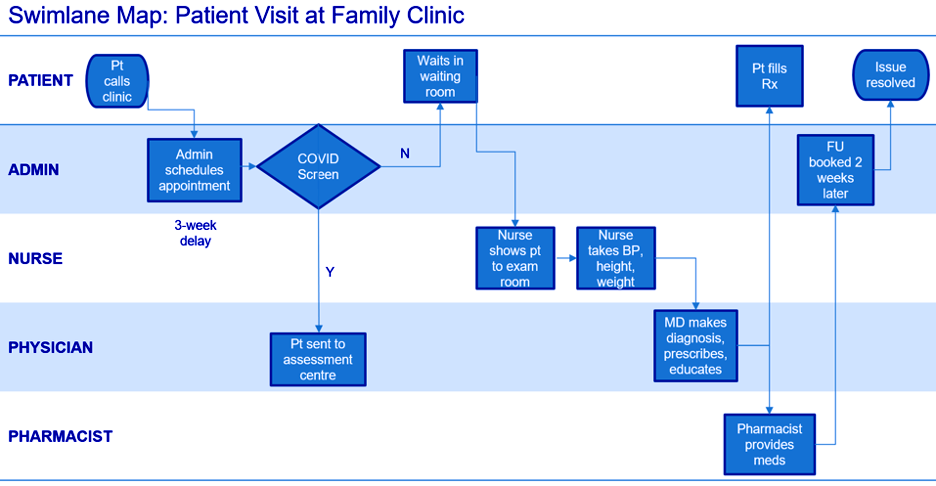 Swimlane Map: Patient Visit at Family Clinic
PATIENT
Pt
calls
clinic
Waits in
waiting
room
Pt fills
Rx
Issue
resolved
ADMIN
Admin
schedules
appointment
COVID
Screen
N
FU
booked 2
weeks
later
3-week
delay
NURSE
Y
Nurse
shows pt
to exam
room
Nurse
takes BP,
height,
weight
PHYSICIAN
Pt sent to
assessment
centre
MD makes
diagnosis,
prescribes,
educates
PHARMACIST
Pharmacist
provides
meds